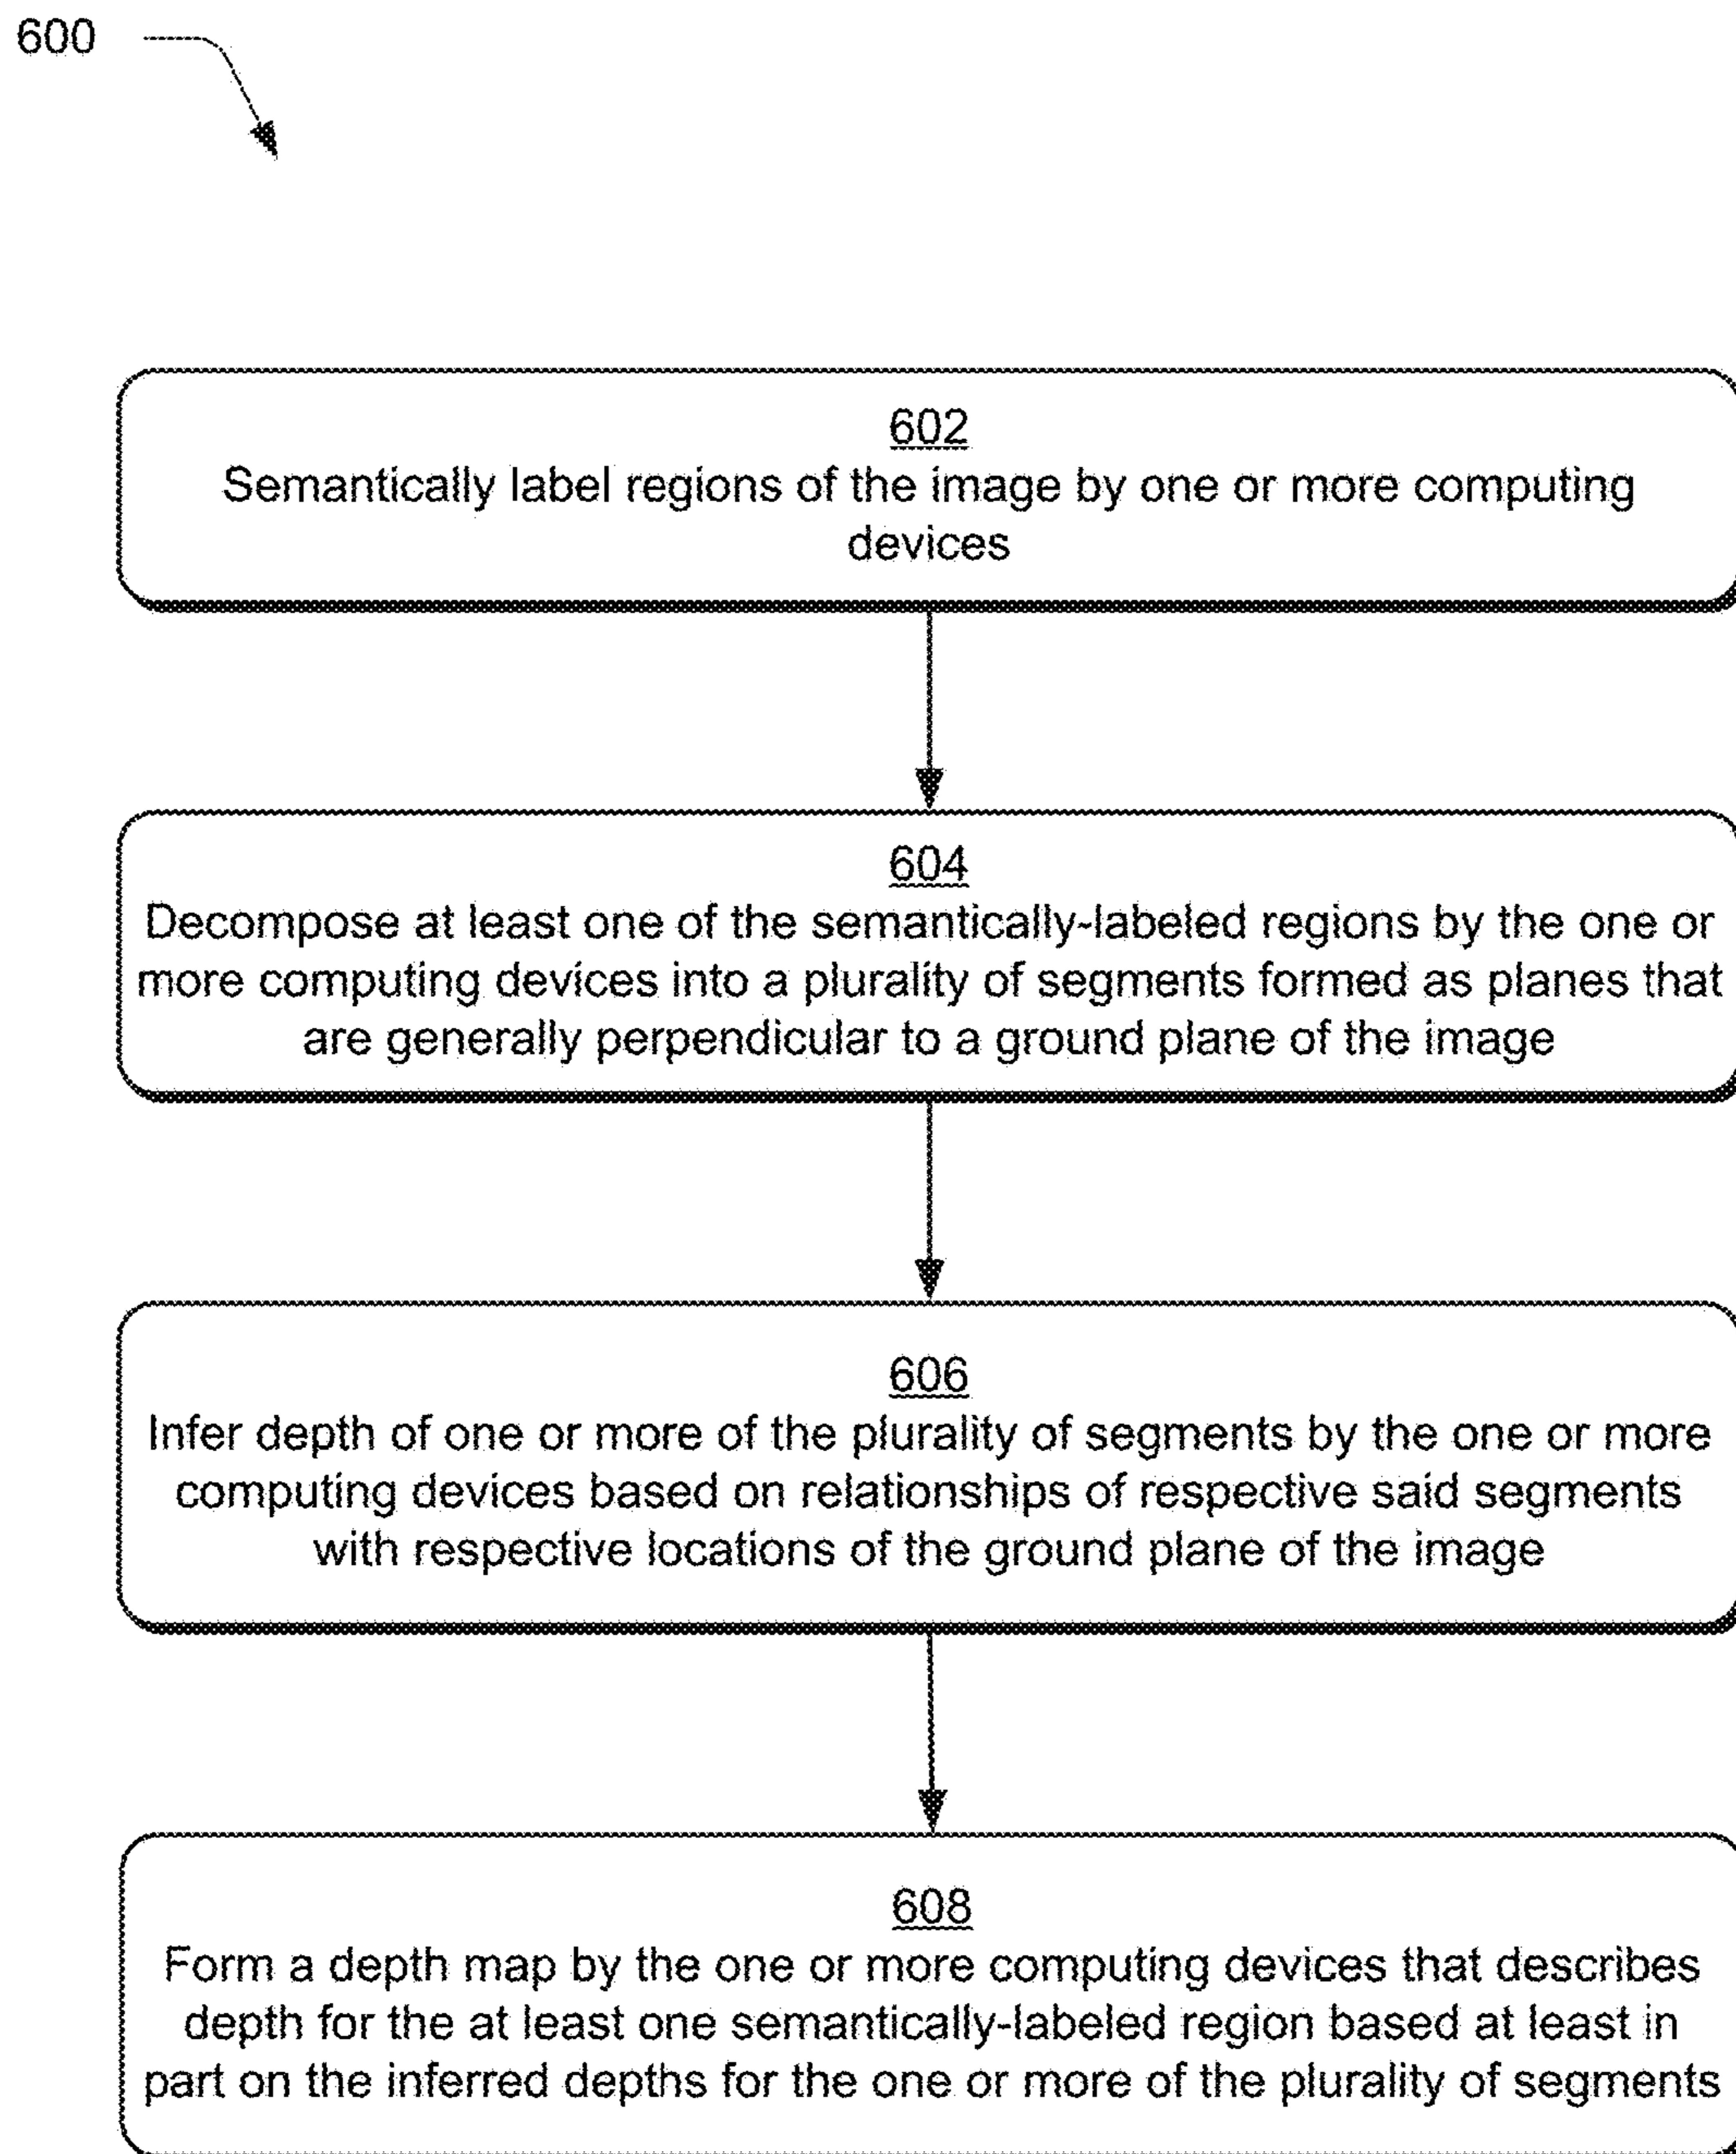 600
602
Semantically label regions of the image by one or more computing
devices
604
Decompose at least one of the semantically-labeled regions by the one or
more computing devices into a plurality of segments formed as planes that
are generally perpendicular to a ground plane of the image
606
Infer depth of one or more of the plurality of segments by the one or more
computing devices based on relationships of respective said segments
with respective locations of the ground plane of the image
608
Form a depth map by the one or more computing devices that describes
depth for the at least one semantically-labeled region based at least in
part on the inferred depths for the one or more of the plurality of segments